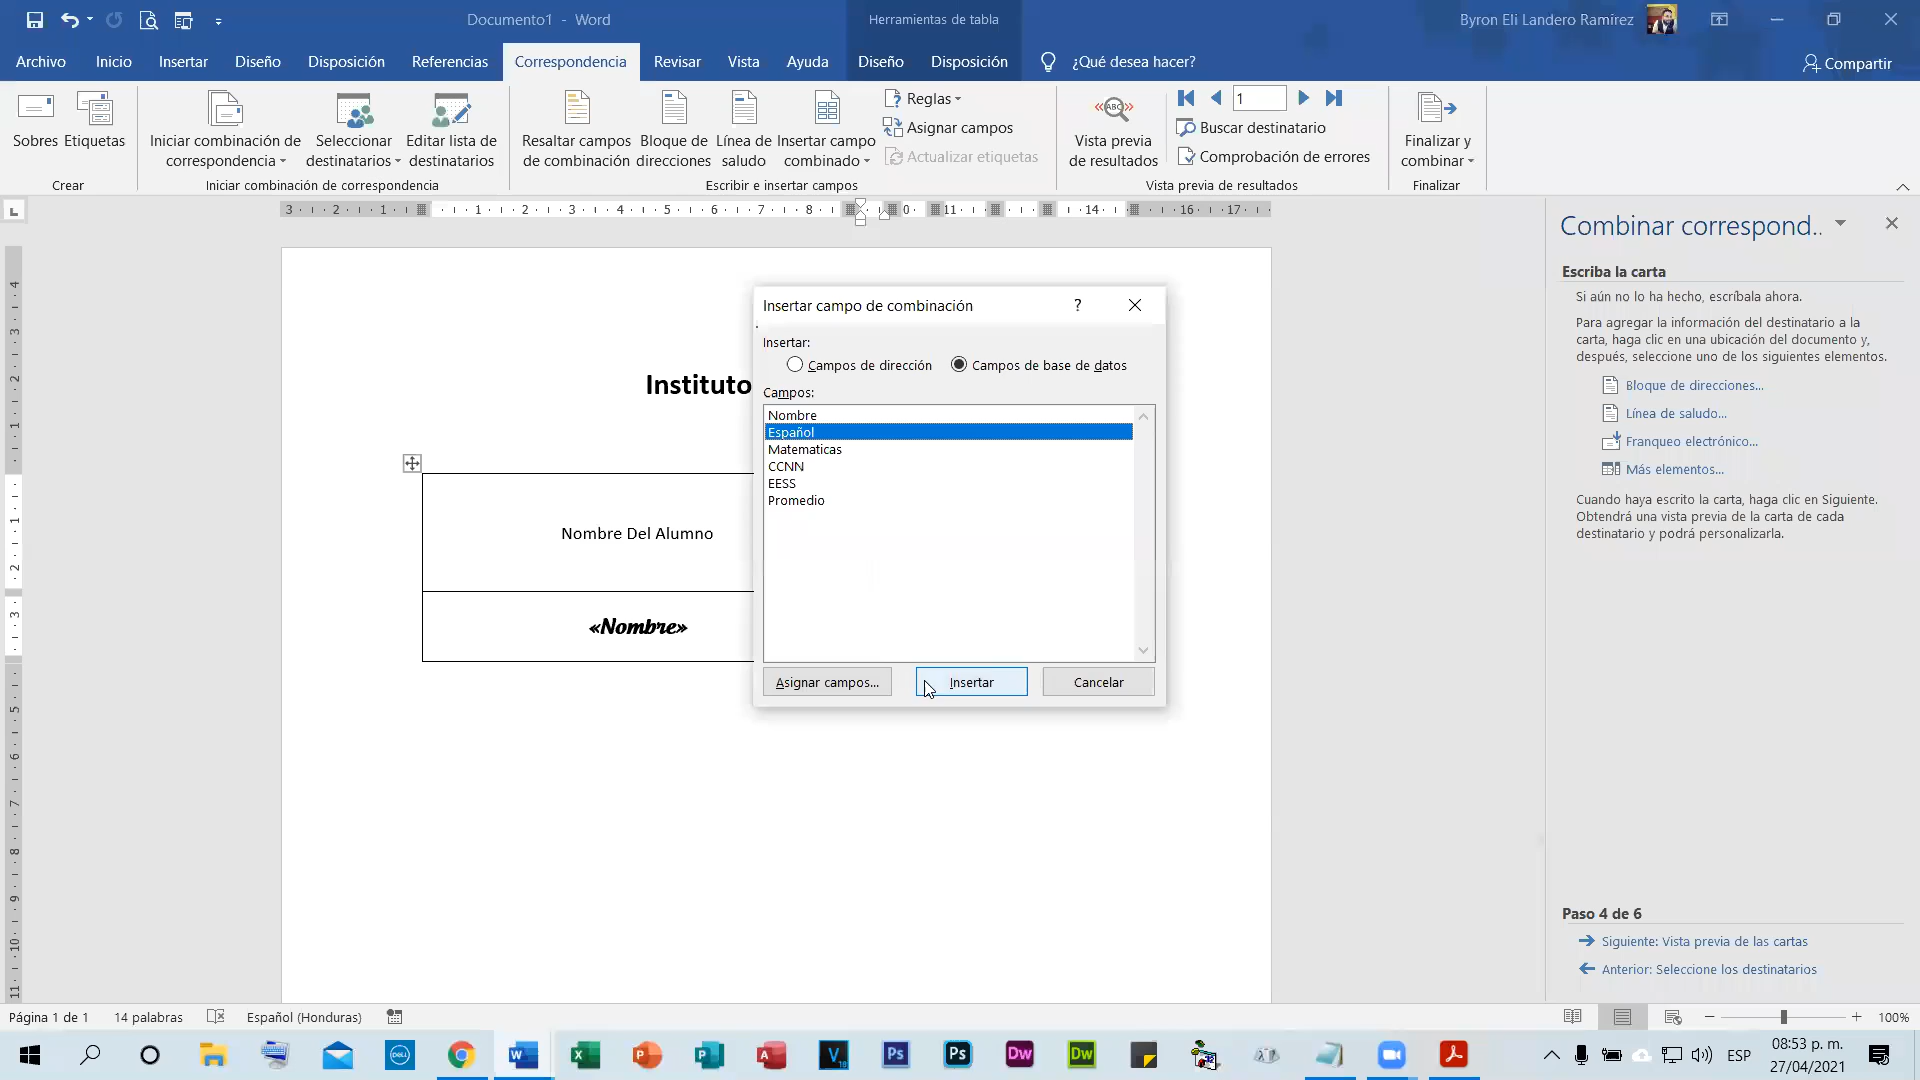 Documento1 - Word
Herramientas de tabla
Byron Eli Landero Ramírez
Archivo
Inicio
Insertar
Diseño
Disposición
Referencias
Correspondencia
Revisar
Vista
Ayuda
Diseño
Disposición
¿Qué desea hacer?
Compartir
Sobres
Etiquetas
Crear
Iniciar combinación de
correspondencia
Seleccionar
destinatarios
Editar lista de
destinatarios
Iniciar combinación de correspondencia
Resaltar campos
de combinación
Bloque de
direcciones
Línea de
saludo
Insertar campo
combinado
Reglas
Asignar campos
Actualizar etiquetas
Escribir e insertar campos
Vista previa
de resultados
1
Buscar destinatario
Comprobación de errores
Vista previa de resultados
Finalizar y
combinar
Finalizar
Instituto
Nombre Del Alumno
«Nombre»
Insertar campo de combinación
?
Insertar:
Campos de dirección
Campos de base de datos
Campos:
Nombre
Español
Matematicas
CCNN
EESS
Promedio
Asignar campos...
Insertar
Cancelar
Combinar correspond..
Escriba la carta
Si aún no lo ha hecho, escríbala ahora.
Para agregar la información del destinatario a la
carta, haga clic en una ubicación del documento y,
después, seleccione uno de los siguientes elementos.
Bloque de direcciones...
Línea de saludo...
Franqueo electrónico...
Más elementos...
Cuando haya escrito la carta, haga clic en Siguiente.
Obtendrá una vista previa de la carta de cada
destinatario y podrá personalizarla.
Paso 4 de 6
Siguiente: Vista previa de las cartas
Anterior: Seleccione los destinatarios
Página 1 de 1
14 palabras
Español (Honduras)
100%
ESP
08:53 p. m.
27/04/2021